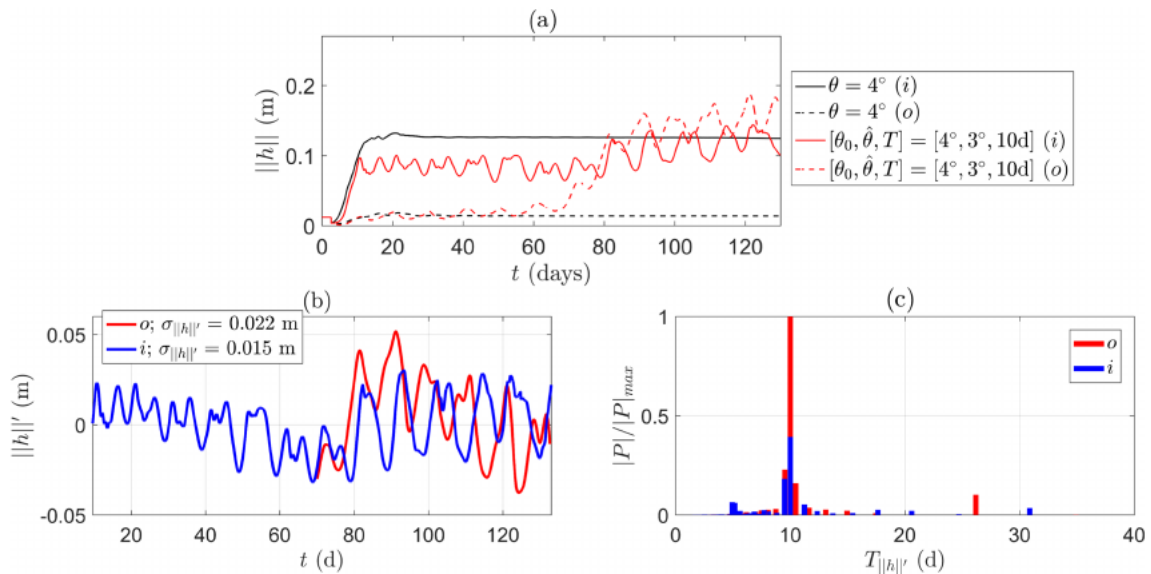 (a)
||h|| (m)
0.2
0.1
0
0 20 40 60 80 100 120
t (days)
θ = 4° (i)
θ = 4° (o)
[θ₀, θ̂, T] = [4°, 3°, 10d] (i)
[θ₀, θ̂, T] = [4°, 3°, 10d] (o)
(b)
||h||′ (m)
0.05
0
-0.05
o; σ||h||′ = 0.022 m
i; σ||h||′ = 0.015 m
20 40 60 80 100 120
t (d)
(c)
|P|/|P|max
1
0.5
0
o
i
0 10 20 30 40
T||h||′ (d)